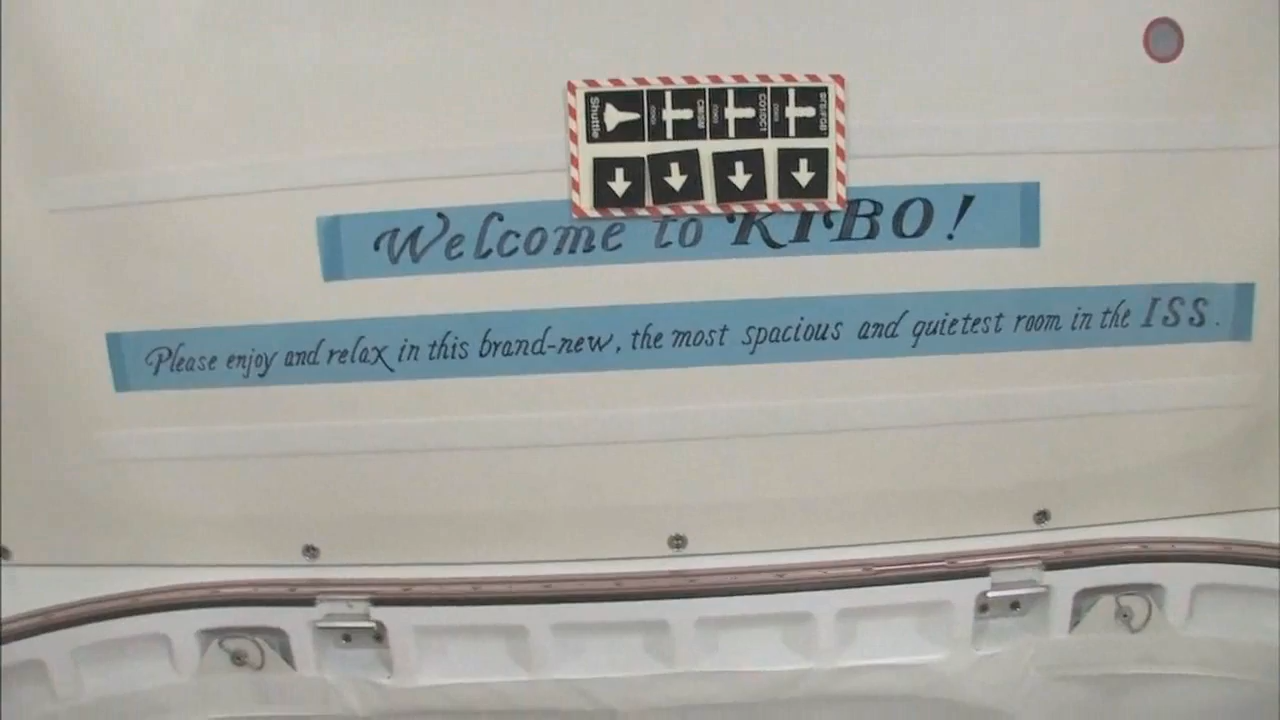 Shuttle
Welcome to KIBO!
Please enjoy and relax in this brand-new, the most spacious and quietest room in the ISS.